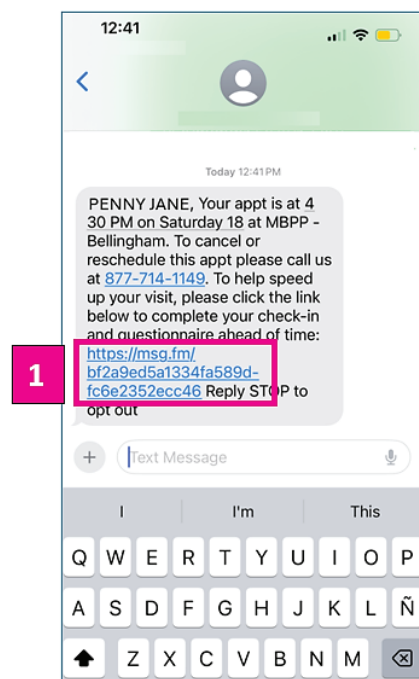 12:41
Today 12:41 PM
PENNY JANE, Your appt is at 4
30 PM on Saturday 18 at MBPP -
Bellingham. To cancel or
reschedule this appt please call us
at 877-714-1149. To help speed
up your visit, please click the link
below to complete your check-in
and questionnaire ahead of time:
https://msg.fm/
bf2a9ed5a1334fa589d-
fc6e2352ecc46 Reply STOP to
opt out
1
Text Message
I I'm This
Q W E R T Y U I O P
A S D F G H J K L Ñ
Z X C V B N M